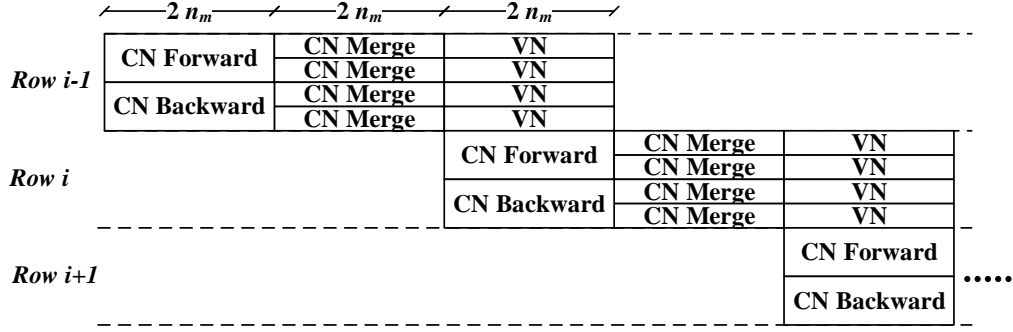 2 n_m 2 n_m 2 n_m
Row i-1
CN Forward
CN Backward
CN Merge
CN Merge
CN Merge
CN Merge
VN
VN
VN
VN
Row i
CN Forward
CN Backward
CN Merge
CN Merge
CN Merge
CN Merge
VN
VN
VN
VN
Row i+1
CN Forward
CN Backward
.....